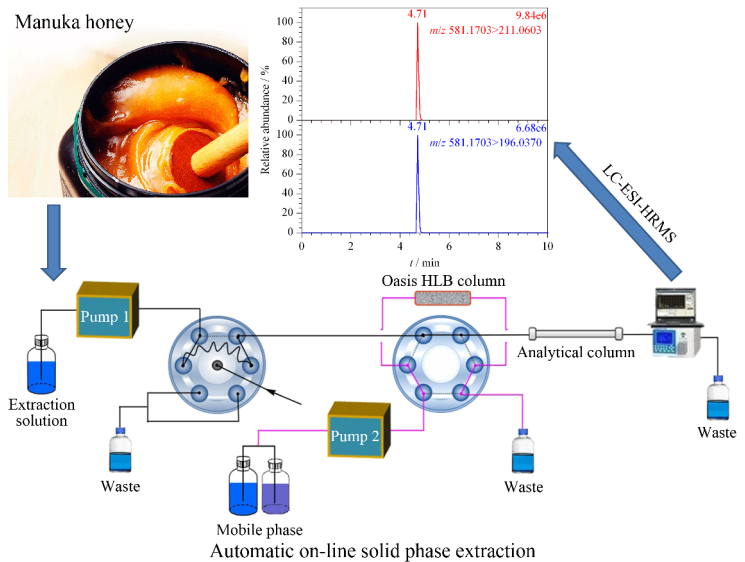 Manuka honey
4.71
9.84e6
m/z 581.1703>211.0603
100
80
60
40
20
0
4.71
6.68e6
m/z 581.1703>196.0370
100
80
60
40
20
0
Relative abundance / %
0 2 4 6 8 10
t / min
LC-ESI-HRMS
Oasis HLB column
Pump 1
Analytical column
Extraction
solution
Pump 2
Waste
Waste
Waste
Mobile phase
Automatic on-line solid phase extraction